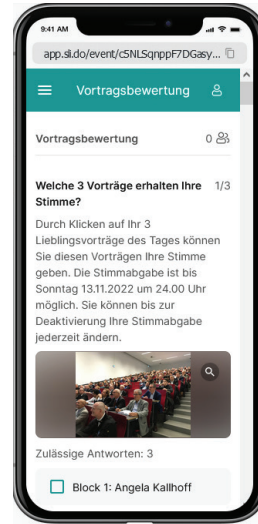 9:41 AM
app.sli.do/event/cSNLSqnppF7DGasy...
Vortragsbewertung
Vortragsbewertung 0
Welche 3 Vorträge erhalten Ihre 1/3
Stimme?
Durch Klicken auf Ihr 3
Lieblingsvorträge des Tages können
Sie diesen Vorträgen Ihre Stimme
geben. Die Stimmabgabe ist bis
Sonntag 13.11.2022 um 24.00 Uhr
möglich. Sie können bis zur
Deaktivierung Ihre Stimmabgabe
jederzeit ändern.
Zulässige Antworten: 3
Block 1: Angela Kallhoff